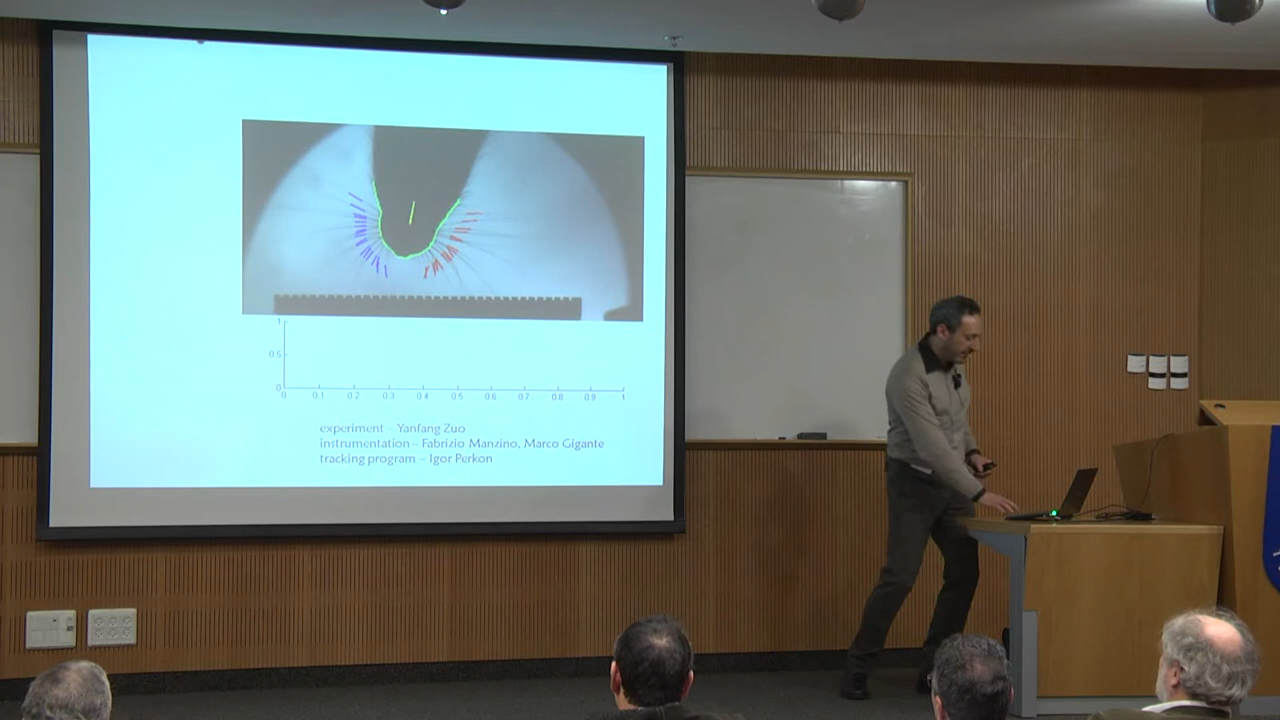 1
0.5
0
0 0.1 0.2 0.3 0.4 0.5 0.6 0.7 0.8 0.9 1
experiment – Yanfang Zuo
instrumentation – Fabrizio Manzino, Marco Gigante
tracking program – Igor Perkon